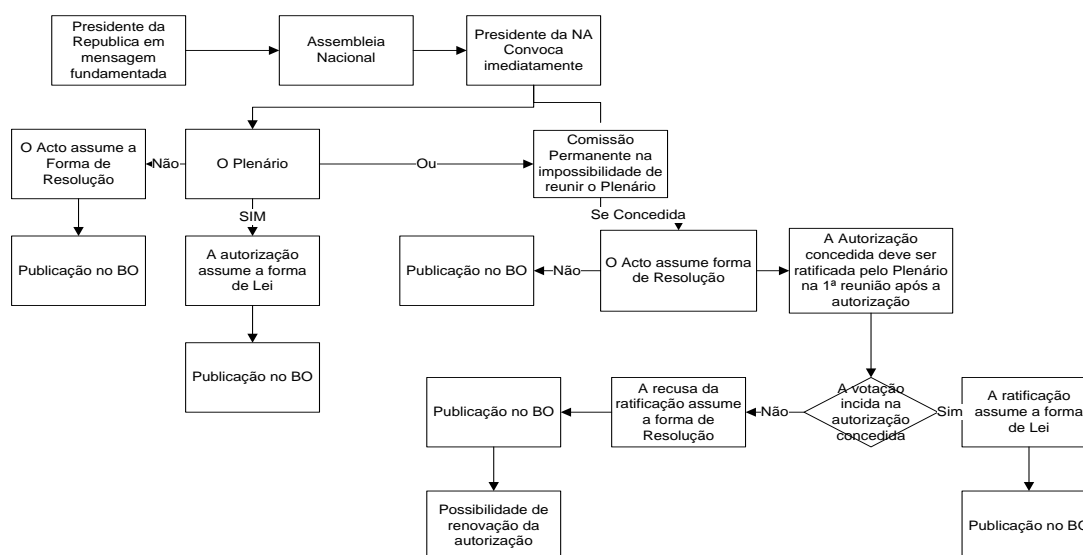 Presidente da
Republica em
mensagem
fundamentada
Assembleia
Nacional
Presidente da NA
Convoca
imediatamente
O Acto assume a
Forma de
Resolução
Não
O Plenário
Ou
Comissão
Permanente na
impossibilidade de
reunir o Plenário
SIM
Se Concedida
Publicação no BO
A autorização
assume a forma
de Lei
Publicação no BO
Não
O Acto assume forma
de Resolução
A Autorização
concedida deve ser
ratificada pelo Plenário
na 1ª reunião após a
autorização
Publicação no BO
Publicação no BO
A recusa da
ratificação assume
a forma de
Resolução
Não
A votação
incida na
autorização
concedida
Sim
A ratificação
assume a forma
de Lei
Possibilidade de
renovação da
autorização
Publicação no BO